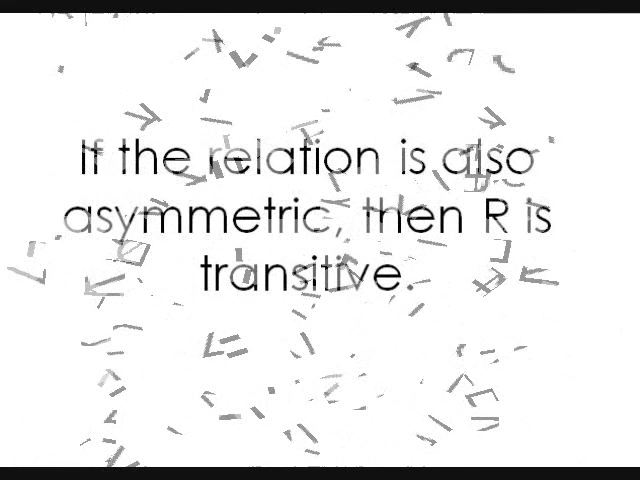 If the relation is also
asymmetric, then R is
transitive.